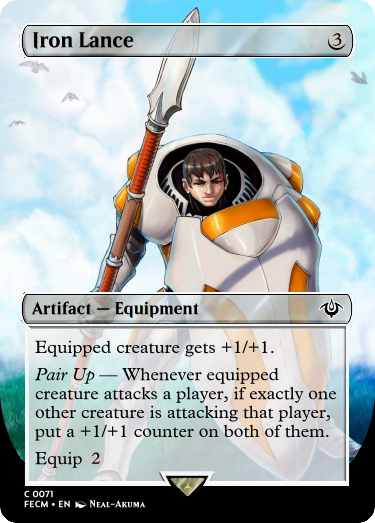 Iron Lance 3
Artifact — Equipment
Equipped creature gets +1/+1.
Pair Up — Whenever equipped
creature attacks a player, if exactly one
other creature is attacking that player,
put a +1/+1 counter on both of them.
Equip 2
C 0071
FECM • EN Neal-Akuma